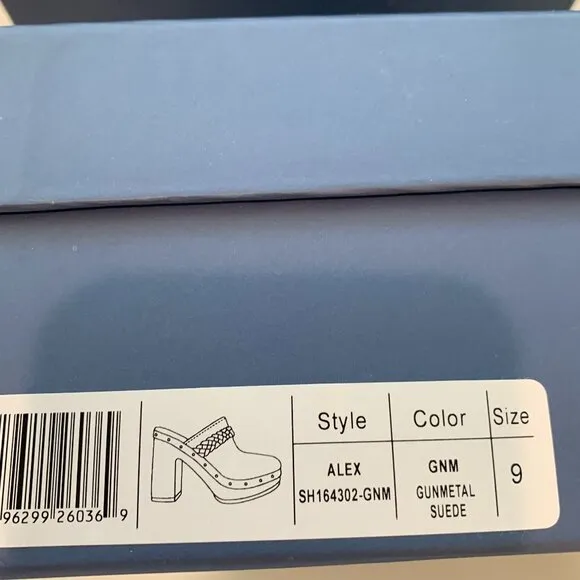 Style Color Size
ALEX GNM 9
SH164302-GNM GUNMETAL
SUEDE
96299 26036 9